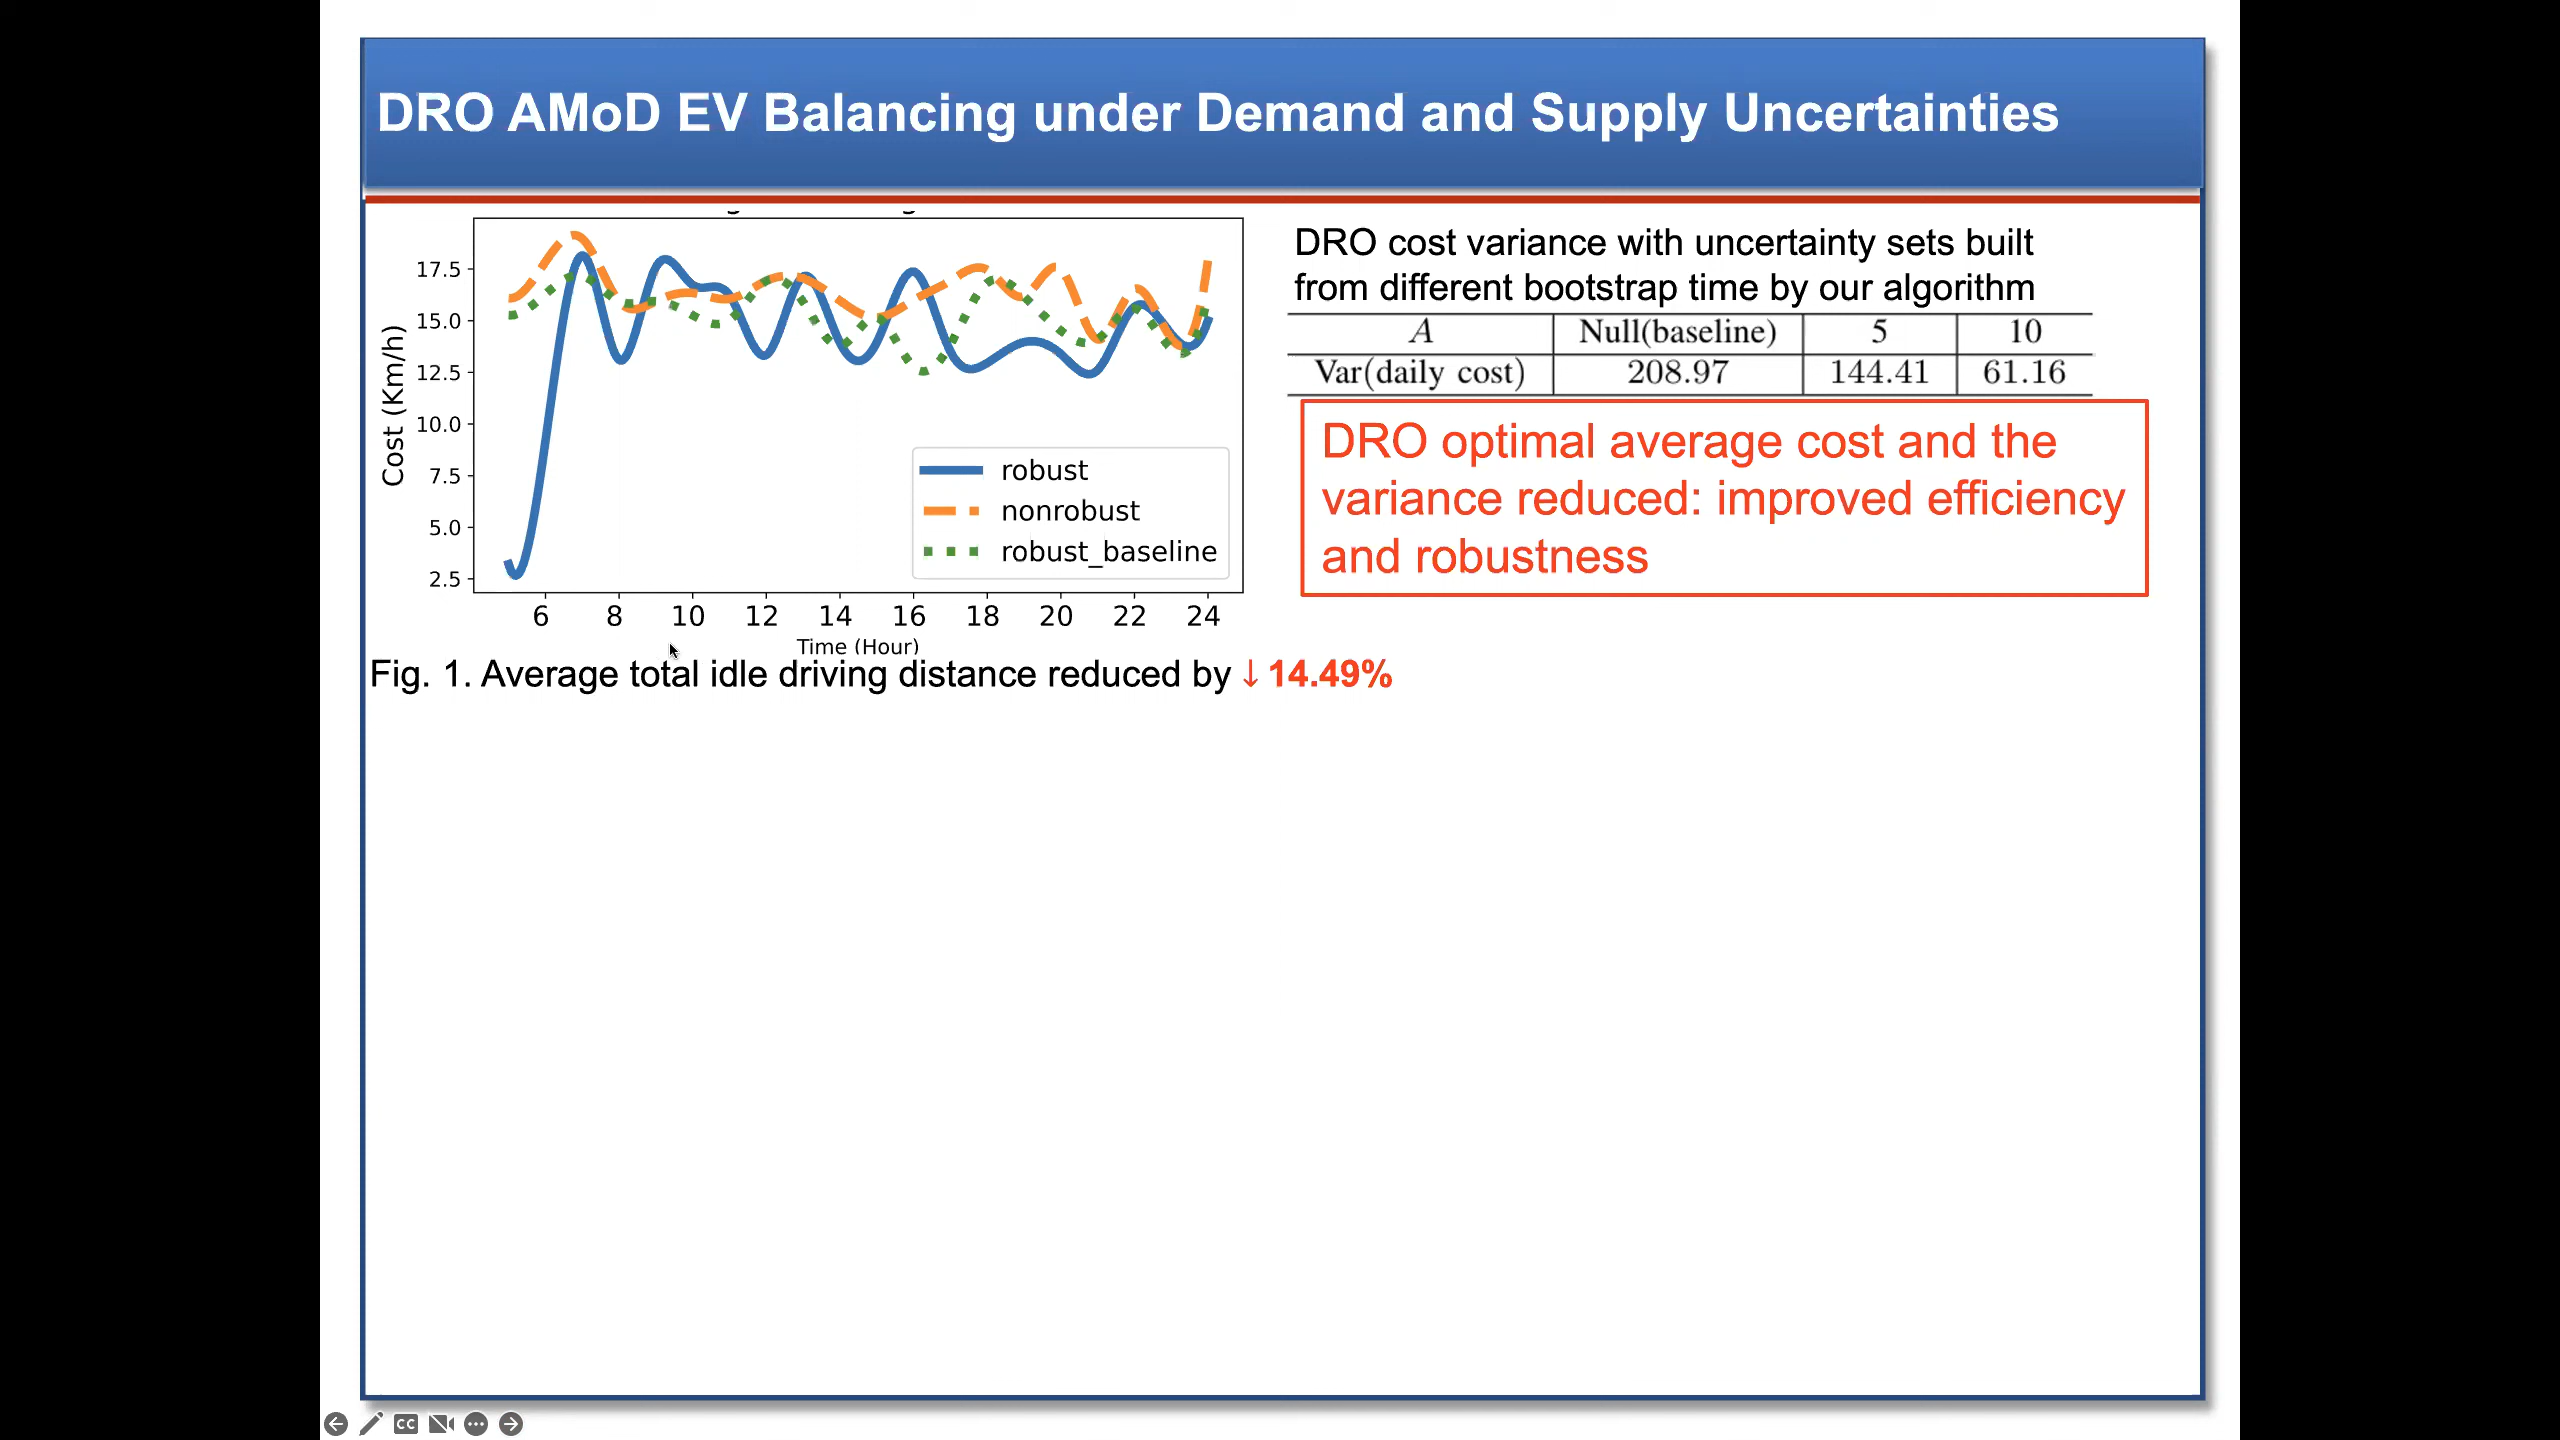 DRO AMoD EV Balancing under Demand and Supply Uncertainties
17.5
15.0
12.5
10.0
7.5
5.0
2.5
Cost (Km/h)
robust
nonrobust
robust_baseline
6 8 10 12 14 16 18 20 22 24
Time (Hour)
Fig. 1. Average total idle driving distance reduced by ↓ 14.49%
DRO cost variance with uncertainty sets built
from different bootstrap time by our algorithm
A Null(baseline) 5 10
Var(daily cost) 208.97 144.41 61.16
DRO optimal average cost and the
variance reduced: improved efficiency
and robustness
CC